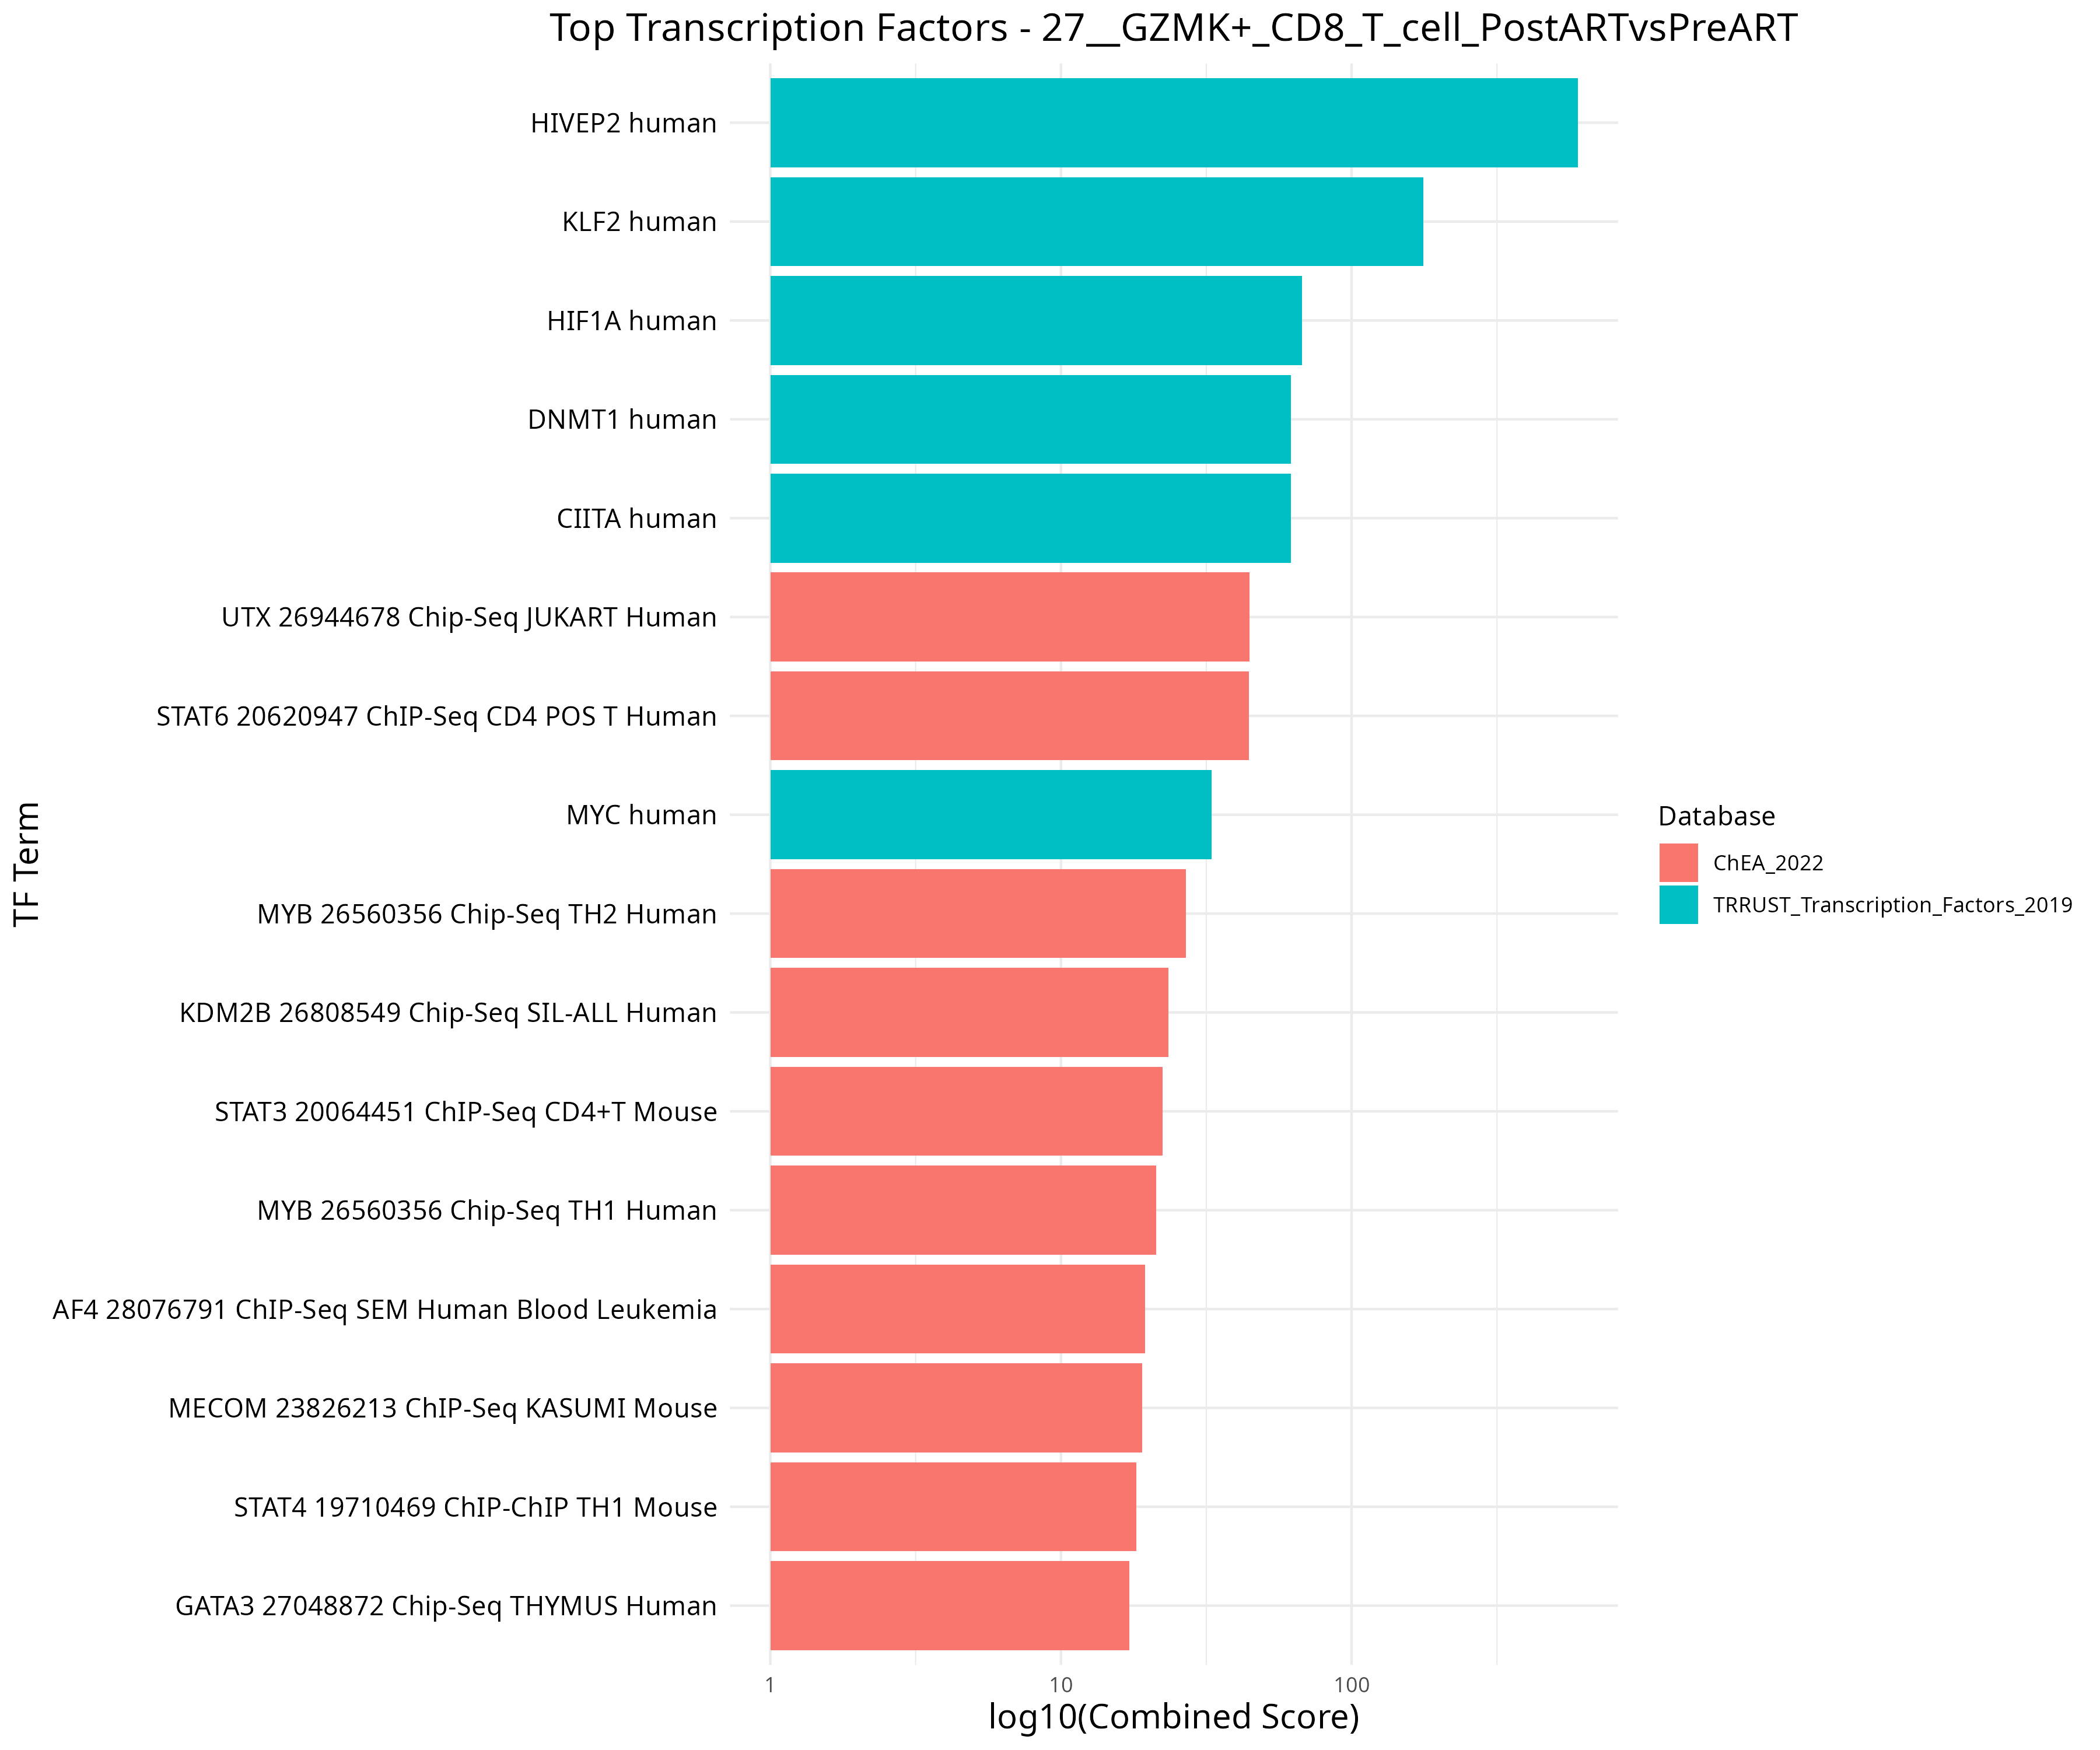 Top Transcription Factors - 27__GZMK+_CD8_T_cell_PostARTvsPreART
HIVEP2 human
KLF2 human
HIF1A human
DNMT1 human
CIITA human
UTX 26944678 Chip-Seq JUKART Human
STAT6 20620947 ChIP-Seq CD4 POS T Human
MYC human
MYB 26560356 Chip-Seq TH2 Human
KDM2B 26808549 Chip-Seq SIL-ALL Human
STAT3 20064451 ChIP-Seq CD4+T Mouse
MYB 26560356 Chip-Seq TH1 Human
AF4 28076791 ChIP-Seq SEM Human Blood Leukemia
MECOM 23826213 ChIP-Seq KASUMI Mouse
STAT4 19710469 ChIP-ChIP TH1 Mouse
GATA3 27048872 Chip-Seq THYMUS Human
TF Term
1 10 100
log10(Combined Score)
Database
ChEA_2022
TRRUST_Transcription_Factors_2019